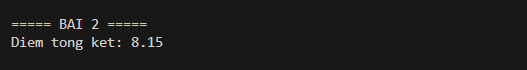 ===== BAI 2 =====
Diem tong ket: 8.15